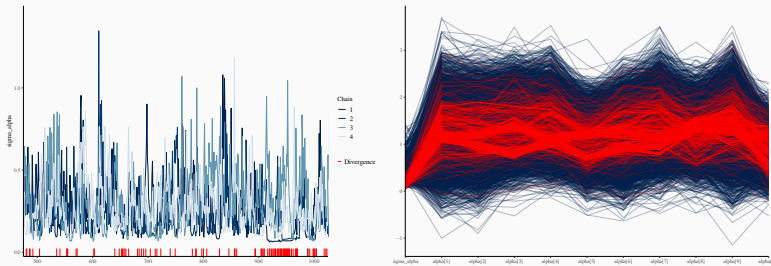 sigma_alpha
1.0
0.5
0.0
500
600
700
800
900
1000
Chain
1
2
3
4
Divergence
3
2
1
0
−1
sigma_alpha
alpha[1]
alpha[2]
alpha[3]
alpha[4]
alpha[5]
alpha[6]
alpha[7]
alpha[8]
alpha[9]